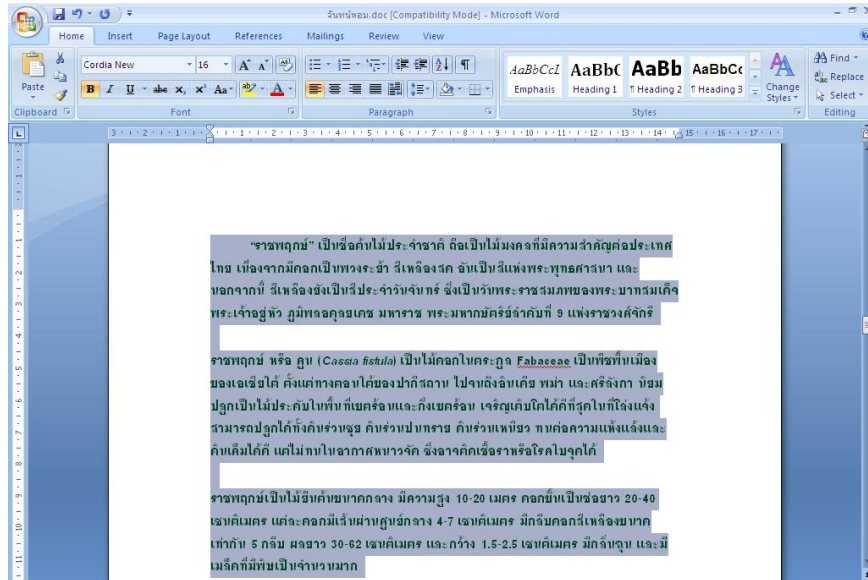 จันทน์หอม.doc [Compatibility Mode] - Microsoft Word
Home Insert Page Layout References Mailings Review View
Paste
Cordia New 16
AaBbCcL AaBb( AaBb AaBbCc
Emphasis Heading 1 ¶ Heading 2 ¶ Heading 3
Change Styles
Find
Replace
Select
Clipboard Font Paragraph Styles Editing
3 2 1 1 2 3 4 5 6 7 8 9 10 11 12 13 14 15 16 17
“ราชพฤกษ์” เป็นชื่อต้นไม้ประจำชาติ ถือเป็นไม้มงคลที่มีความสำคัญต่อประเทศ
ไทย เนื่องจากมีดอกเป็นพวงระย้า สีเหลืองสด อันเป็นสีแห่งพระพุทธศาสนา และ
นอกจากนี้ สีเหลืองยังเป็นสีประจำวันจันทร์ ซึ่งเป็นวันพระราชสมภพของพระบาทสมเด็จ
พระเจ้าอยู่หัว ภูมิพลอดุลยเดช มหาราช พระมหากษัตริย์ลำดับที่ 9 แห่งราชวงศ์จักรี
ราชพฤกษ์ หรือ คูน (Cassia fistula) เป็นไม้ดอกในตระกูล Fabaceae เป็นพืชพื้นเมือง
ของเอเชียใต้ ตั้งแต่ทางตอนใต้ของปากีสถาน ไปจนถึงอินเดีย พม่า และศรีลังกา นิยม
ปลูกเป็นไม้ประดับในพื้นที่เขตร้อนและกึ่งเขตร้อน เจริญเติบโตได้ดีที่สุดในที่โล่งแจ้ง
สามารถปลูกได้ทั้งดินร่วนซุย ดินร่วนปนทราย ดินร่วนเหนียว ทนต่อความแห้งแล้งและ
ดินเค็มได้ดี แต่ไม่ทนในอากาศหนาวจัด ซึ่งอาจติดเชื้อราหรือโรคใบจุดได้
ราชพฤกษ์เป็นไม้ยืนต้นขนาดกลาง มีความสูง 10-20 เมตร ดอกขึ้นเป็นช่อยาว 20-40
เซนติเมตร แต่ละดอกมีเส้นผ่านศูนย์กลาง 4-7 เซนติเมตร มีกลีบดอกสีเหลืองขนาด
เท่ากัน 5 กลีบ ผลยาว 30-62 เซนติเมตร และกว้าง 1.5-2.5 เซนติเมตร มีกลิ่นฉุน และมี
เมล็ดที่มีพิษเป็นจำนวนมาก